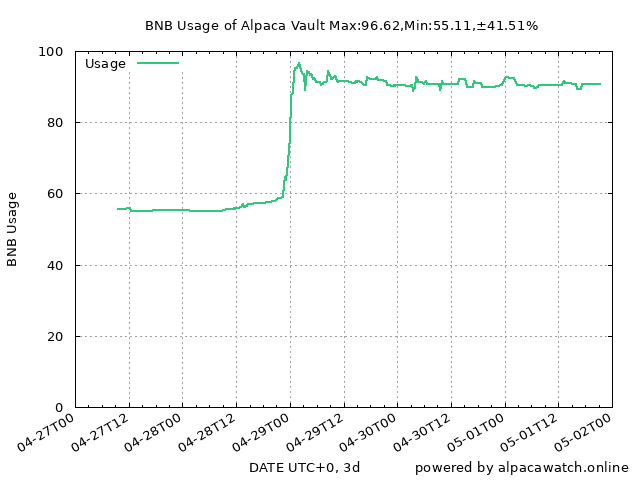 BNB Usage of Alpaca Vault Max:96.62,Min:55.11,±41.51%
Usage
100
80
60
40
20
0
BNB Usage
04-27T00
04-27T12
04-28T00
04-28T12
04-29T00
04-29T12
04-30T00
04-30T12
05-01T00
05-01T12
05-02T00
DATE UTC+0, 3d
powered by alpacawatch.online